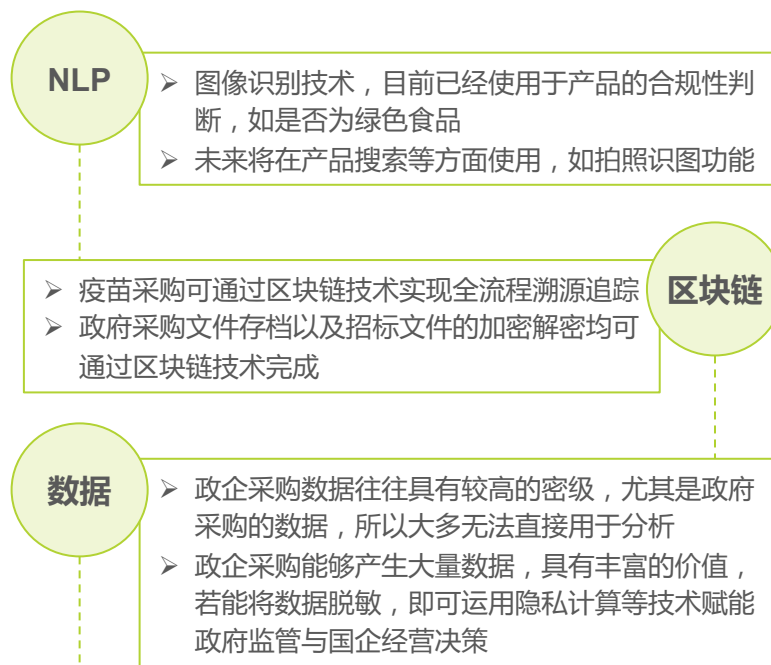 NLP
➢ 图像识别技术，目前已经使用于产品的合规性判
断，如是否为绿色食品
➢ 未来将在产品搜索等方面使用，如拍照识图功能
➢ 疫苗采购可通过区块链技术实现全流程溯源追踪
➢ 政府采购文件存档以及招标文件的加密解密均可
通过区块链技术完成
区块链
数据
➢ 政企采购数据往往具有较高的密级，尤其是政府
采购的数据，所以大多无法直接用于分析
➢ 政企采购能够产生大量数据，具有丰富的价值，
若能将数据脱敏，即可运用隐私计算等技术赋能
政府监管与国企经营决策